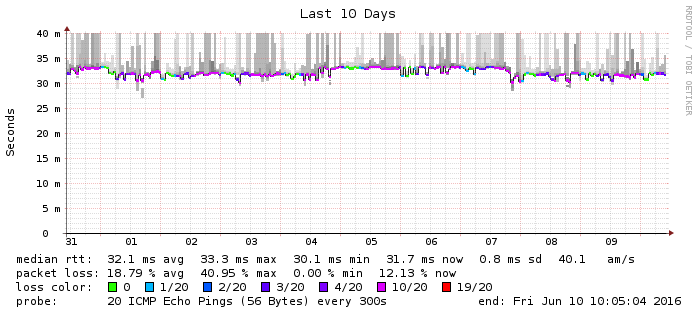 Last 10 Days
RRDTOOL / TOBI OETIKER
Seconds
40 m
35 m
30 m
25 m
20 m
15 m
10 m
5 m
0
31 01 02 03 04 05 06 07 08 09
median rtt: 32.1 ms avg 33.3 ms max 30.1 ms min 31.7 ms now 0.8 ms sd 40.1 am/s
packet loss: 18.79 % avg 40.95 % max 0.00 % min 12.13 % now
loss color: 0 1/20 2/20 3/20 4/20 10/20 19/20
probe: 20 ICMP Echo Pings (56 Bytes) every 300s end: Fri Jun 10 10:05:04 2016